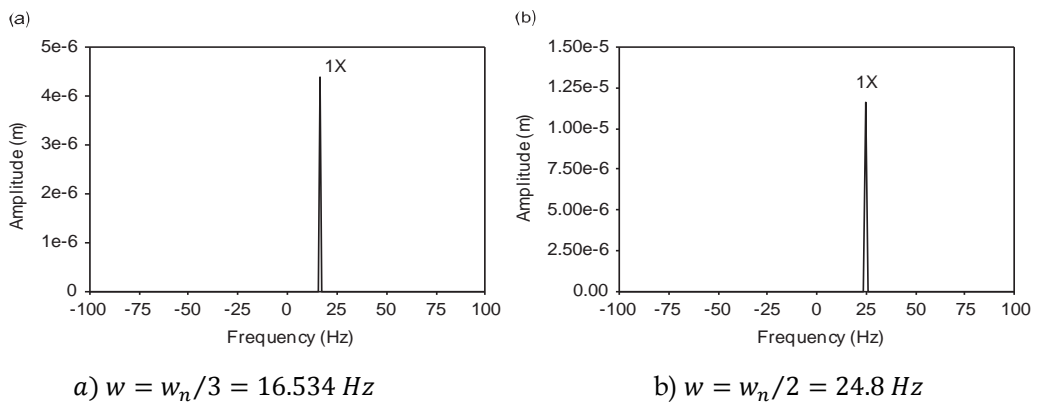 (a)
5e-6
4e-6
3e-6
2e-6
1e-6
0
1X
-100 -75 -50 -25 0 25 50 75 100
Amplitude (m)
Frequency (Hz)
(b)
1.50e-5
1.25e-5
1.00e-5
7.50e-6
5.00e-6
2.50e-6
0.00
1X
-100 -75 -50 -25 0 25 50 75 100
Amplitude (m)
Frequency (Hz)
a) w = w_n/3 = 16.534 Hz
b) w = w_n/2 = 24.8 Hz